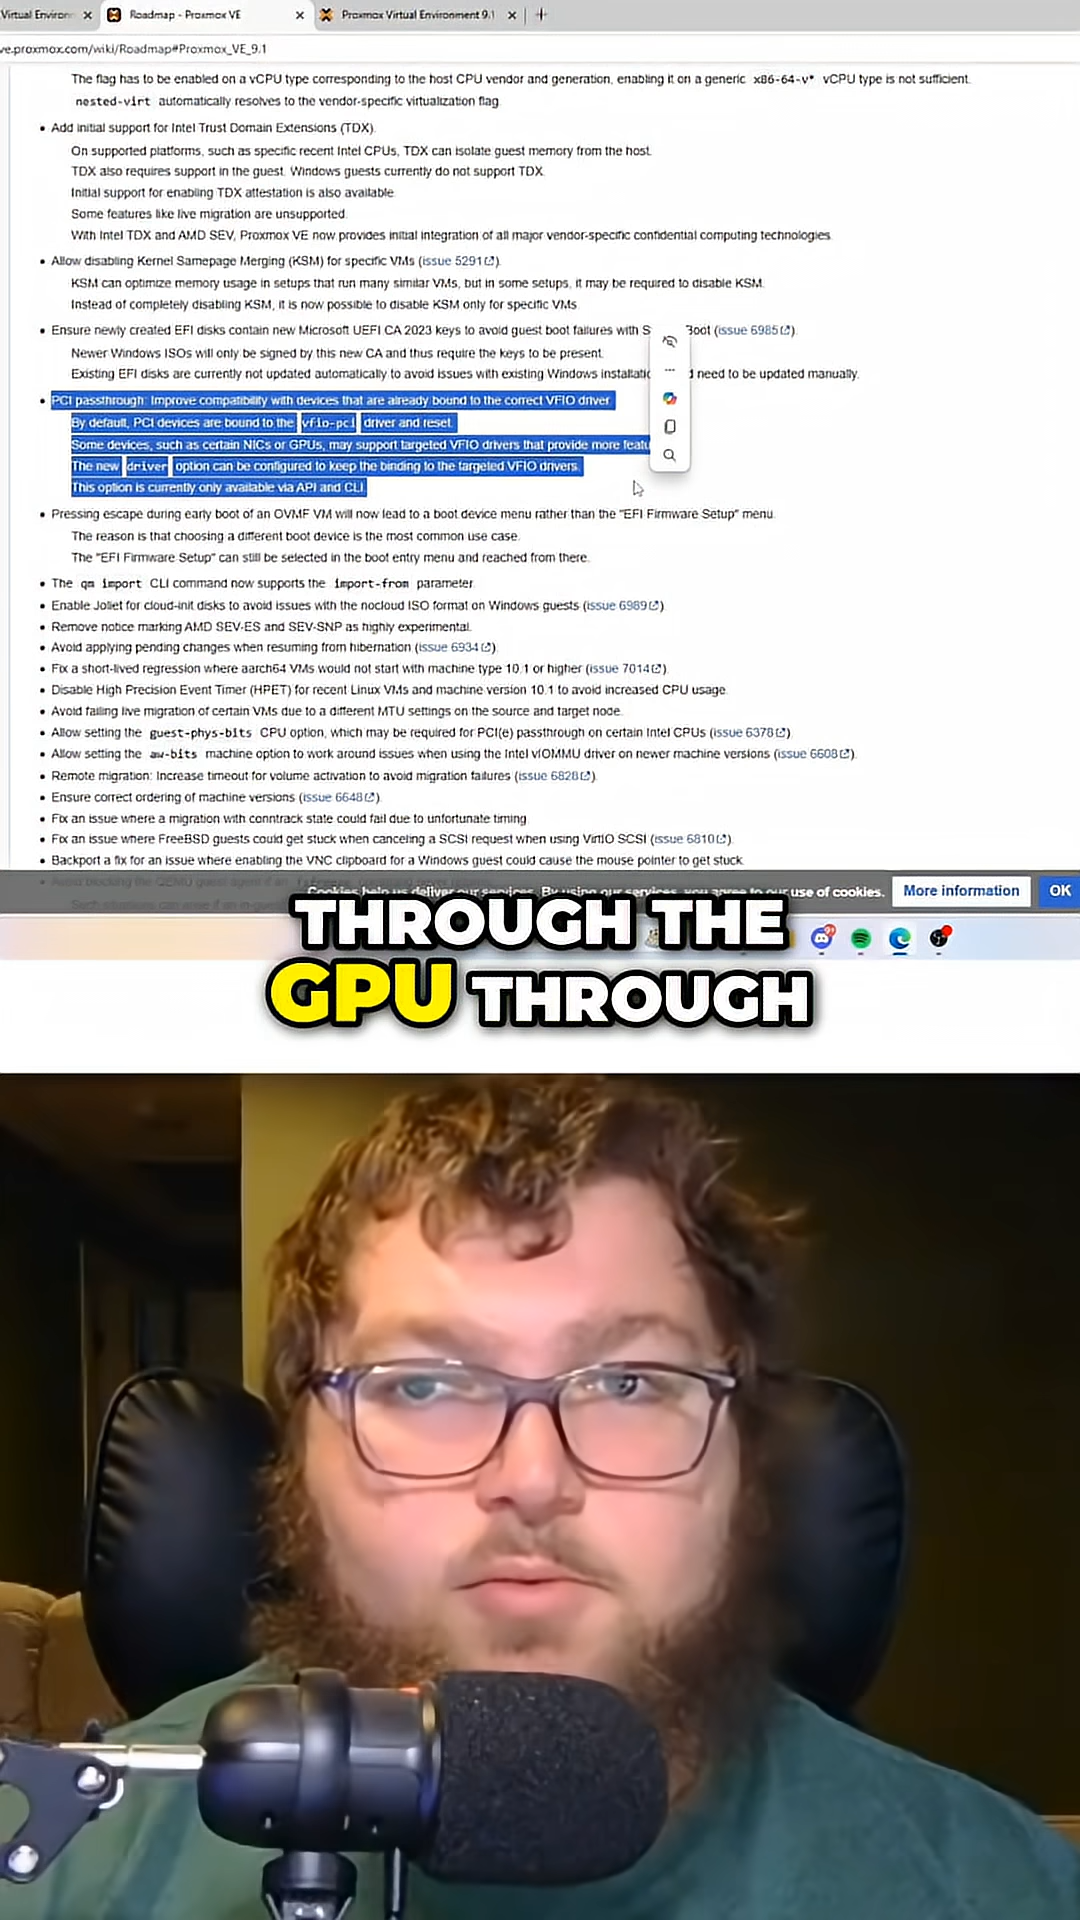 Virtual Environ
Roadmap - Proxmox VE
Proxmox Virtual Environment 9.1
ve.proxmox.com/wiki/Roadmap#Proxmox_VE_9.1
The flag has to be enabled on a vCPU type corresponding to the host CPU vendor and generation, enabling it on a generic x86-64-v* vCPU type is not sufficient.
nested-virt automatically resolves to the vendor-specific virtualization flag.
• Add initial support for Intel Trust Domain Extensions (TDX).
On supported platforms, such as specific recent Intel CPUs, TDX can isolate guest memory from the host.
TDX also requires support in the guest. Windows guests currently do not support TDX.
Initial support for enabling TDX attestation is also available.
Some features like live migration are unsupported.
With Intel TDX and AMD SEV, Proxmox VE now provides initial integration of all major vendor-specific confidential computing technologies.
• Allow disabling Kernel Samepage Merging (KSM) for specific VMs (issue 5291).
KSM can optimize memory usage in setups that run many similar VMs, but in some setups, it may be required to disable KSM.
Instead of completely disabling KSM, it is now possible to disable KSM only for specific VMs.
• Ensure newly created EFI disks contain new Microsoft UEFI CA 2023 keys to avoid guest boot failures with S Boot (issue 6985).
Newer Windows ISOs will only be signed by this new CA and thus require the keys to be present.
Existing EFI disks are currently not updated automatically to avoid issues with existing Windows installatio d need to be updated manually.
• PCI passthrough: Improve compatibility with devices that are already bound to the correct VFIO driver.
By default, PCI devices are bound to the vfio-pci driver and reset.
Some devices, such as certain NICs or GPUs, may support targeted VFIO drivers that provide more featu
The new driver option can be configured to keep the binding to the targeted VFIO drivers.
This option is currently only available via API and CLI.
• Pressing escape during early boot of an OVMF VM will now lead to a boot device menu rather than the "EFI Firmware Setup" menu.
The reason is that choosing a different boot device is the most common use case.
The "EFI Firmware Setup" can still be selected in the boot entry menu and reached from there.
• The qm import CLI command now supports the import-from parameter.
• Enable Joliet for cloud-init disks to avoid issues with the nocloud ISO format on Windows guests (issue 6989)
• Remove notice marking AMD SEV-ES and SEV-SNP as highly experimental.
• Avoid applying pending changes when resuming from hibernation (issue 6934).
• Fix a short-lived regression where aarch64 VMs would not start with machine type 10.1 or higher (issue 7014).
• Disable High Precision Event Timer (HPET) for recent Linux VMs and machine version 10.1 to avoid increased CPU usage.
• Avoid failing live migration of certain VMs due to a different MTU settings on the source and target node.
• Allow setting the guest-phys-bits CPU option, which may be required for PCI(e) passthrough on certain Intel CPUs (issue 6378).
• Allow setting the aw-bits machine option to work around issues when using the Intel vIOMMU driver on newer machine versions (issue 6608).
• Remote migration: Increase timeout for volume activation to avoid migration failures (issue 6828).
• Ensure correct ordering of machine versions (issue 6648).
• Fix an issue where a migration with conntrack state could fail due to unfortunate timing.
• Fix an issue where FreeBSD guests could get stuck when canceling a SCSI request when using VirtIO SCSI (issue 6810).
• Backport a fix for an issue where enabling the VNC clipboard for a Windows guest could cause the mouse pointer to get stuck.
• Avoid blocking the QEMU guest agent if an
Cookies help us deliver our services. By using our services, you agree to our use of cookies. More information OK
THROUGH THE
GPU THROUGH